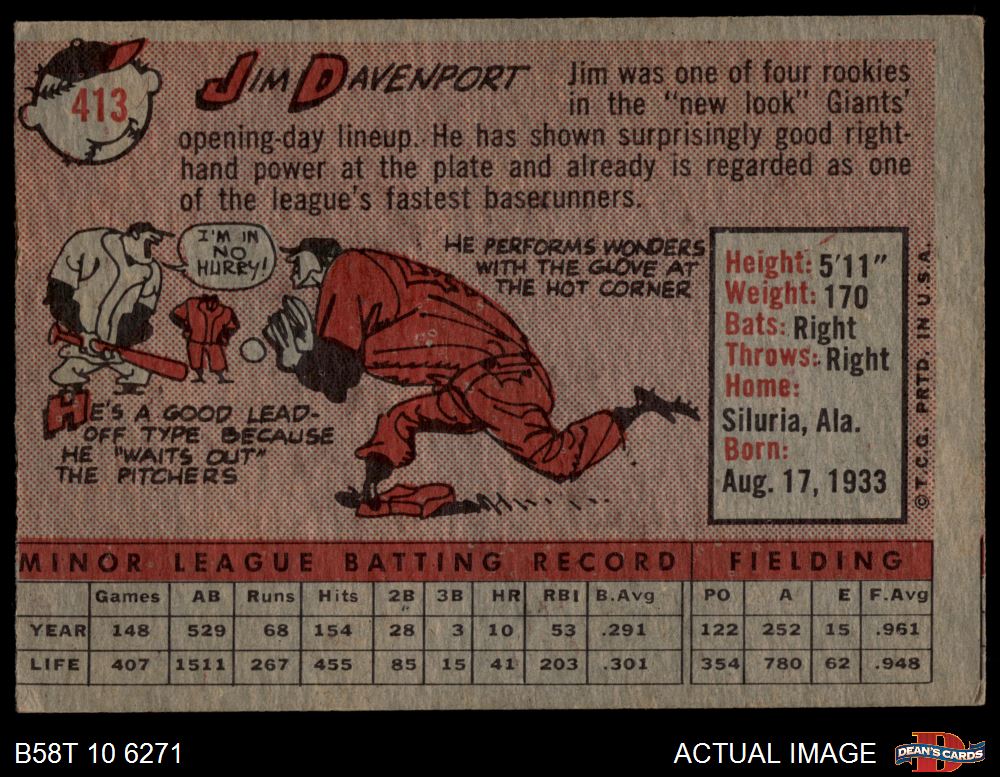 413
JIM DAVENPORT
Jim was one of four rookies
in the "new look" Giants'
opening-day lineup. He has shown surprisingly good right-
hand power at the plate and already is regarded as one
of the league's fastest baserunners.
I'M IN
NO
HURRY!
HE PERFORMS WONDERS
WITH THE GLOVE AT
THE HOT CORNER
HE'S A GOOD LEAD-
OFF TYPE BECAUSE
HE "WAITS OUT"
THE PITCHERS
Height: 5'11"
Weight: 170
Bats: Right
Throws: Right
Home:
Siluria, Ala.
Born:
Aug. 17, 1933
© T.C.G. PRTD. IN U.S.A.
MINOR LEAGUE BATTING RECORD FIELDING
Games AB Runs Hits 2B 3B HR RBI B.Avg PO A E F.Avg
YEAR 148 529 68 154 28 3 10 53 .291 122 252 15 .961
LIFE 407 1511 267 455 85 15 41 203 .301 354 780 62 .948
B58T 10 6271
ACTUAL IMAGE
DEAN'S CARDS